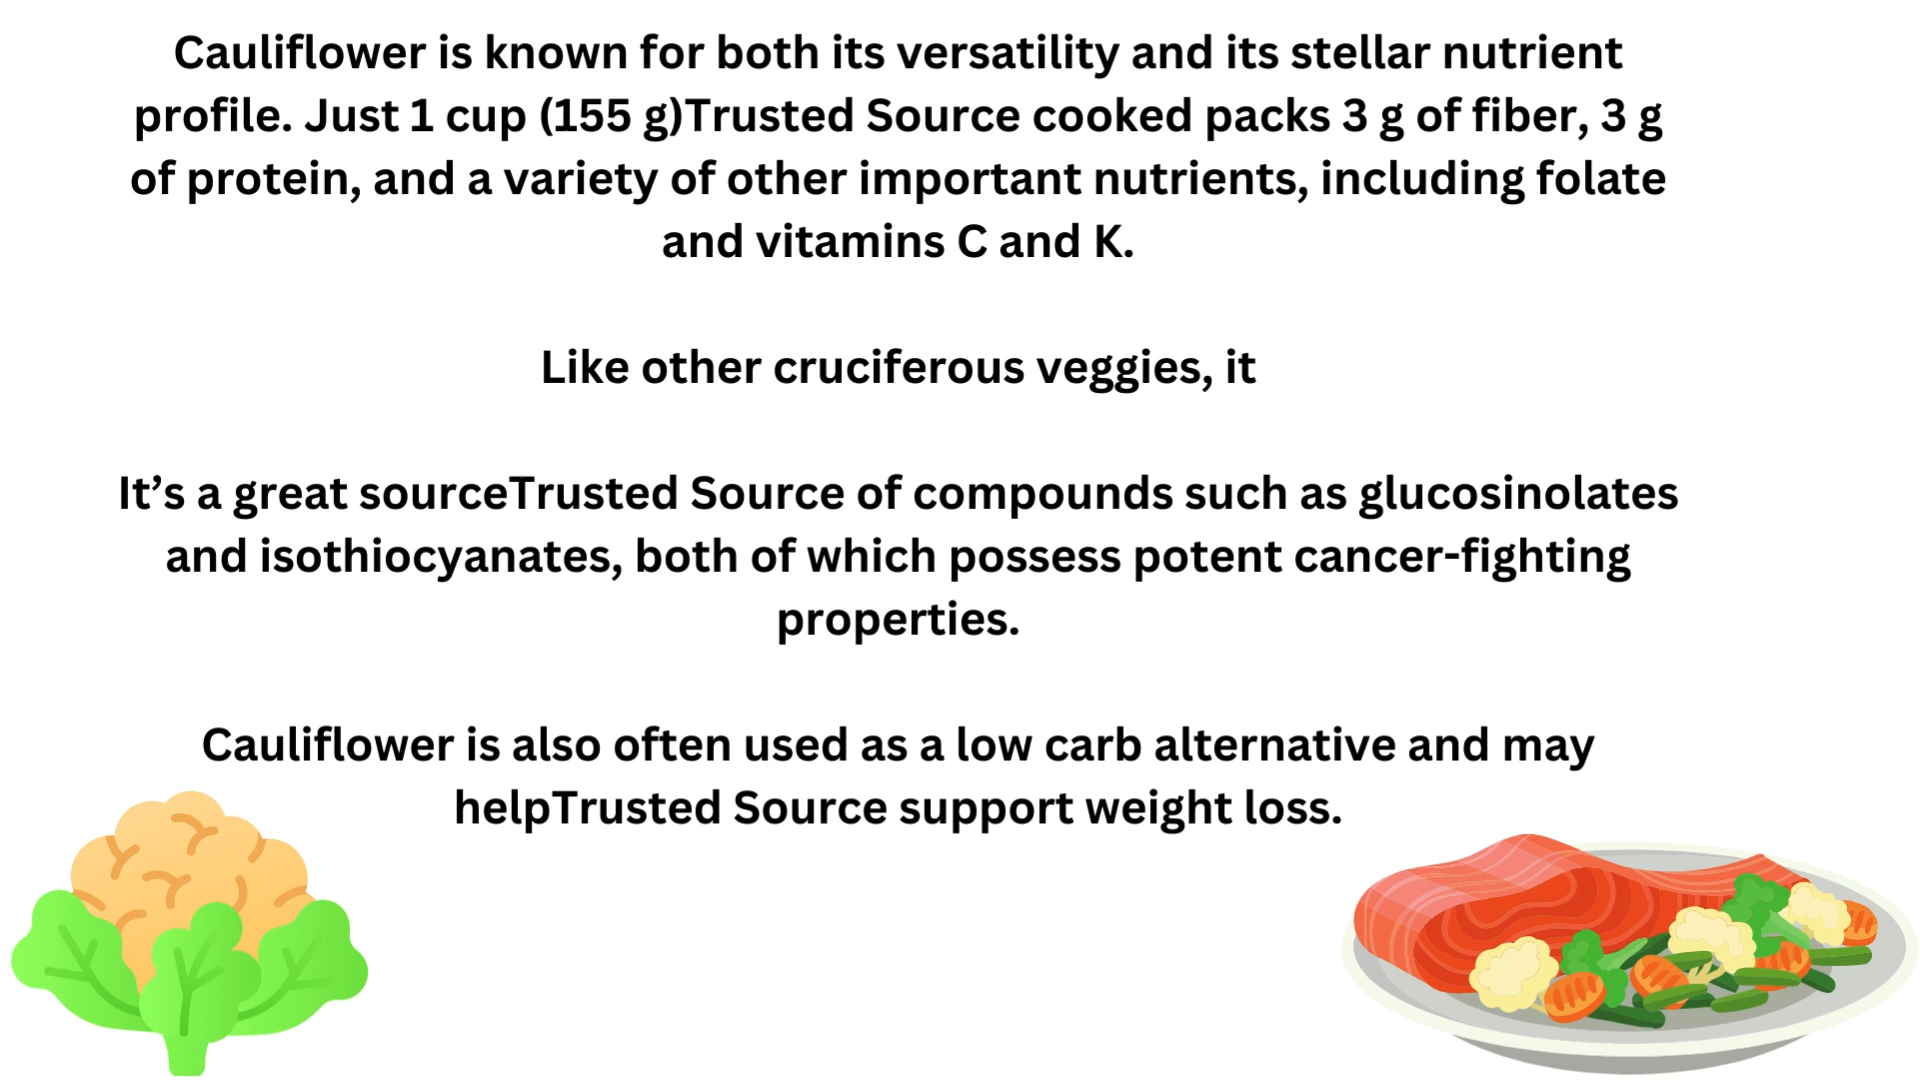 Cauliflower is known for both its versatility and its stellar nutrient
profile. Just 1 cup (155 g)Trusted Source cooked packs 3 g of fiber, 3 g
of protein, and a variety of other important nutrients, including folate
and vitamins C and K.
Like other cruciferous veggies, it
It’s a great sourceTrusted Source of compounds such as glucosinolates
and isothiocyanates, both of which possess potent cancer-fighting
properties.
Cauliflower is also often used as a low carb alternative and may
helpTrusted Source support weight loss.